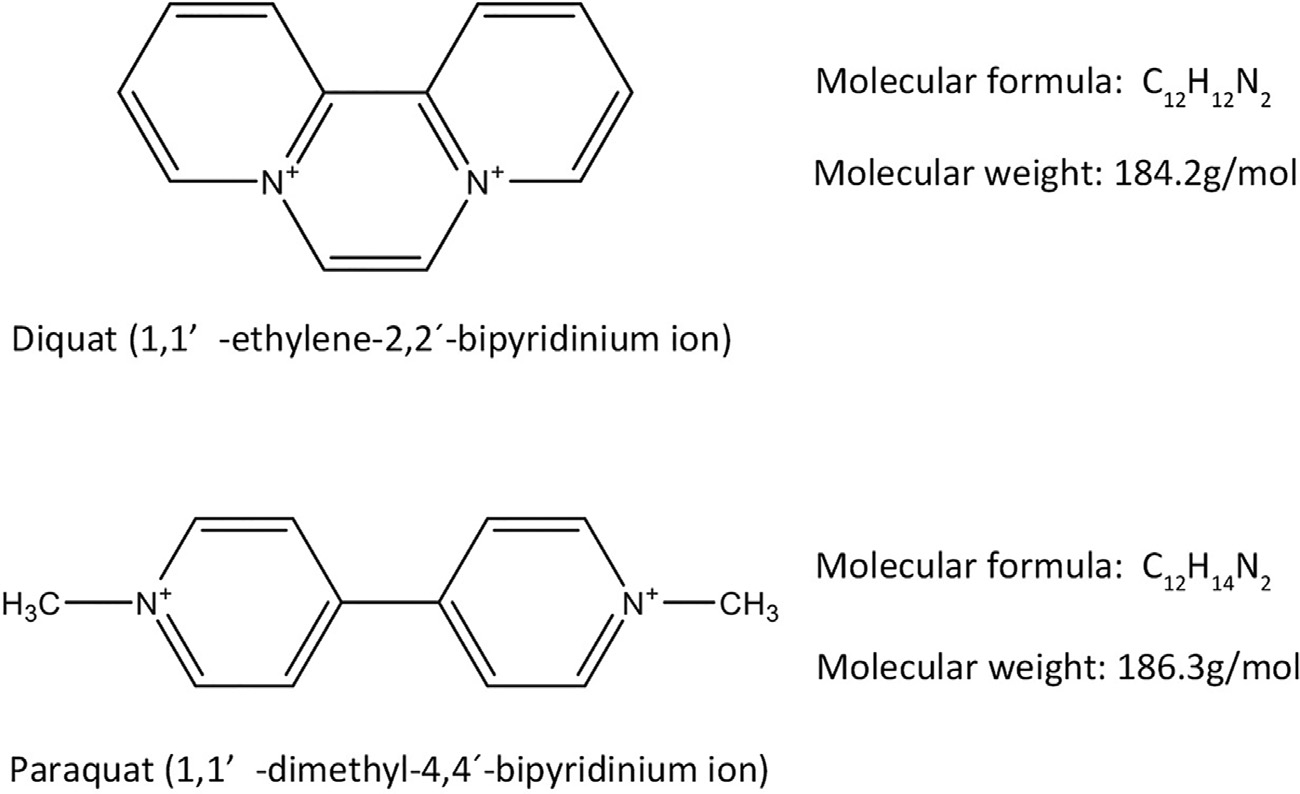 N⁺ N⁺
Molecular formula: C₁₂H₁₂N₂
Molecular weight: 184.2g/mol
Diquat (1,1′ -ethylene-2,2´-bipyridinium ion)
H₃C N⁺ N⁺ CH₃
Molecular formula: C₁₂H₁₄N₂
Molecular weight: 186.3g/mol
Paraquat (1,1′ -dimethyl-4,4´-bipyridinium ion)